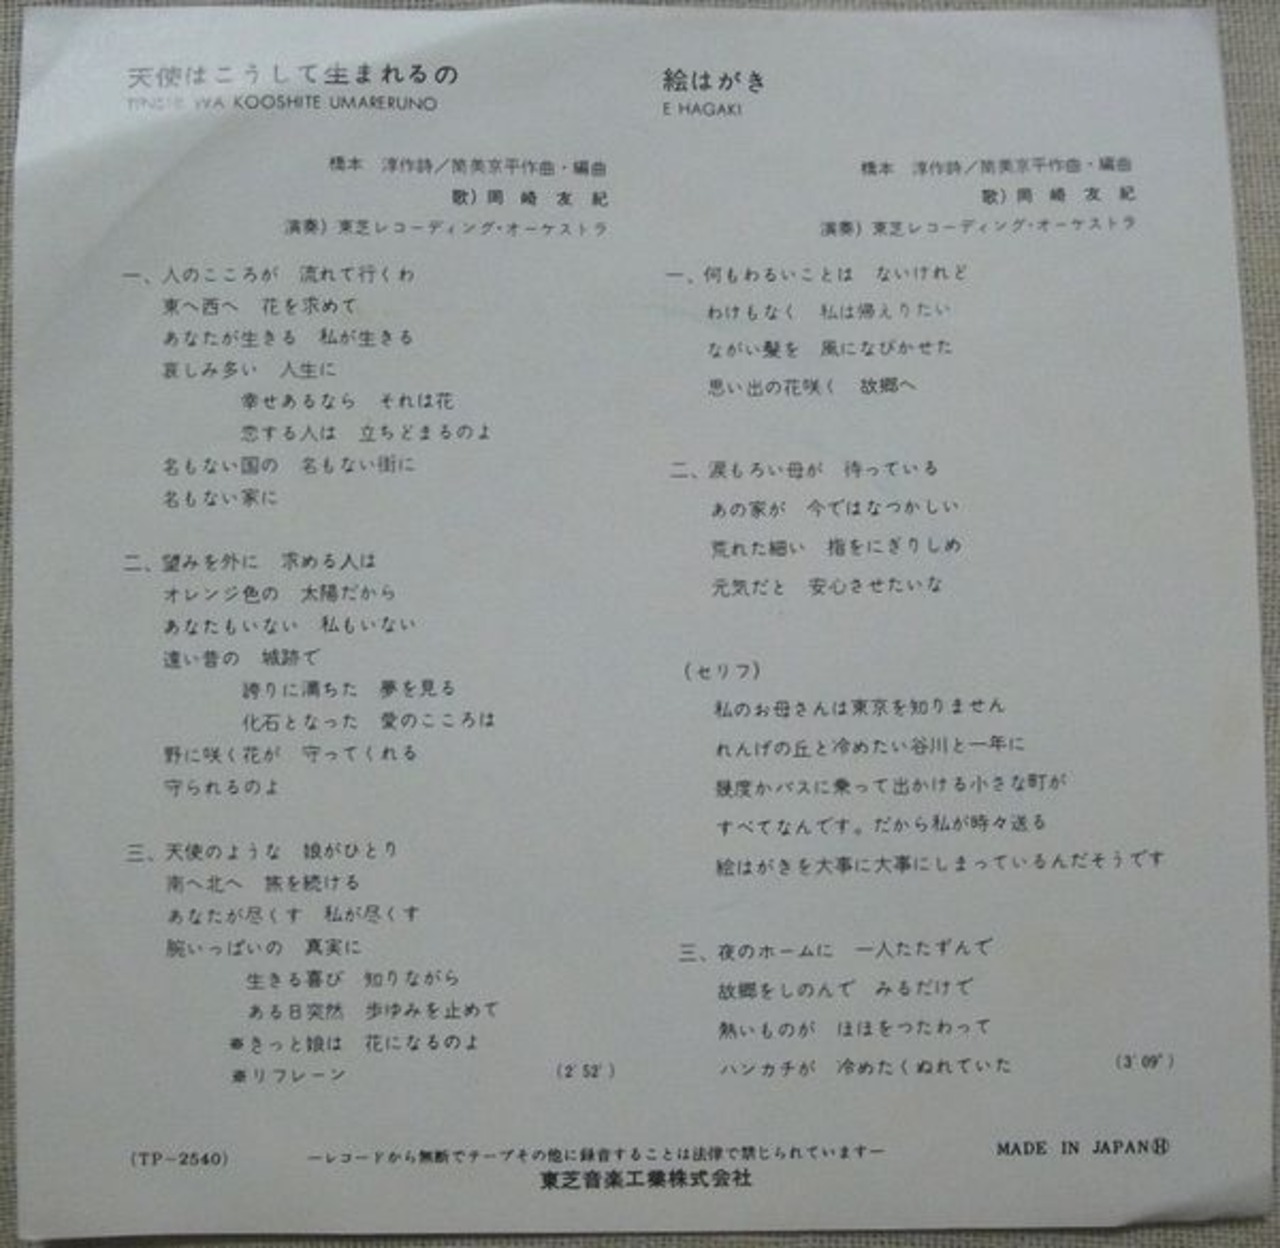 天使はこうして生まれるの
TENSHI WA KOOSHITE UMARERUNO
橋本 淳作詩／筒美京平作曲・編曲
歌）岡崎友紀
演奏）東芝レコーディング・オーケストラ
一、人のこころが 流れて行くわ
東へ西へ 花を求めて
あなたが生きる 私が生きる
哀しみ多い 人生に
幸せあるなら それは花
恋する人は 立ちどまるのよ
名もない国の 名もない街に
名もない家に
二、望みを外に 求める人は
オレンジ色の 太陽だから
あなたもいない 私もいない
遠い昔の 城跡で
誇りに満ちた 夢を見る
化石となった 愛のこころは
野に咲く花が 守ってくれる
守られるのよ
三、天使のような 娘がひとり
南へ北へ 旅を続ける
あなたが尽くす 私が尽くす
腕いっぱいの 真実に
生きる喜び 知りながら
ある日突然 歩ゆみを止めて
※きっと娘は 花になるのよ
※リフレーン
(2′52″)
絵はがき
E HAGAKI
橋本 淳作詩／筒美京平作曲・編曲
歌）岡崎友紀
演奏）東芝レコーディング・オーケストラ
一、何もわるいことは ないけれど
わけもなく 私は帰えりたい
ながい髪を 風になびかせた
思い出の花咲く 故郷へ
二、涙もろい母が 待っている
あの家が 今ではなつかしい
荒れた細い 指をにぎりしめ
元気だと 安心させたいな
（セリフ）
私のお母さんは東京を知りません
れんげの丘と冷めたい谷川と一年に
幾度かバスに乗って出かける小さな町が
すべてなんです。だから私が時々送る
絵はがきを大事に大事にしまっているんだそうです
三、夜のホームに 一人たたずんで
故郷をしのんで みるだけで
熱いものが ほほをつたわって
ハンカチが 冷めたくぬれていた
(3′09″)
(TP−2540)
―レコードから無断でテープその他に録音することは法律で禁じられています―
MADE IN JAPANⒽ
東芝音楽工業株式会社